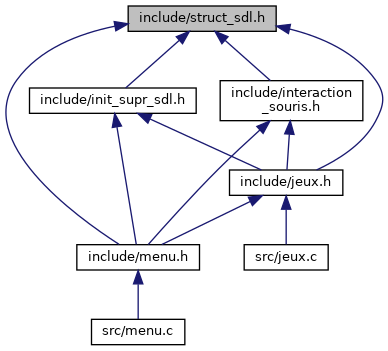 include/struct_sdl.h
include/init_supr_sdl.h
include/interaction
_souris.h
include/jeux.h
include/menu.h
src/jeux.c
src/menu.c